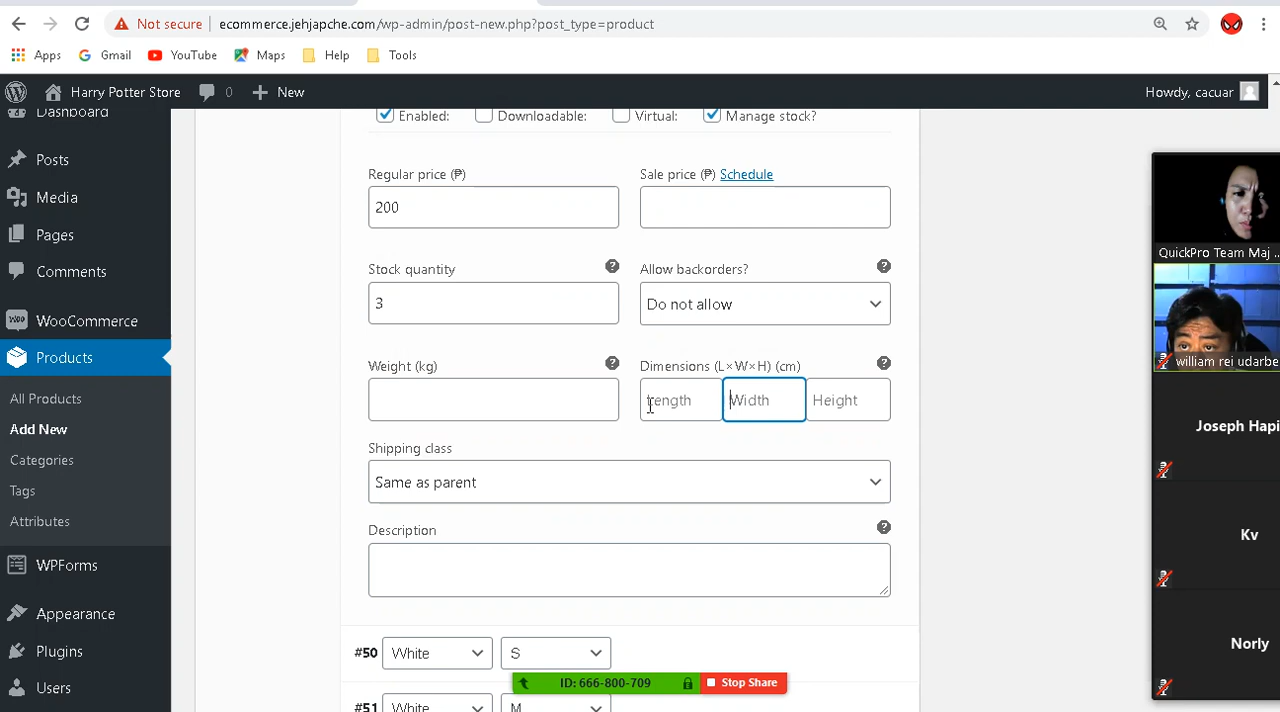 Not secure ecommerce.jehjapche.com/wp-admin/post-new.php?post_type=product
Apps Gmail YouTube Maps Help Tools
Harry Potter Store 0 New Howdy, cacuar
Dashboard
Posts
Media
Pages
Comments
WooCommerce
Products
All Products
Add New
Categories
Tags
Attributes
WPForms
Appearance
Plugins
Users
Enabled: Downloadable: Virtual: Manage stock?
Regular price (₱) Sale price (₱) Schedule
200
Stock quantity Allow backorders?
3 Do not allow
Weight (kg) Dimensions (L×W×H) (cm)
Length Width Height
Shipping class
Same as parent
Description
#50 White S
ID: 666-800-709 Stop Share
#51 White M
QuickPro Team Maj ...
william rei udarbe
Joseph Hapi
Kv
Norly